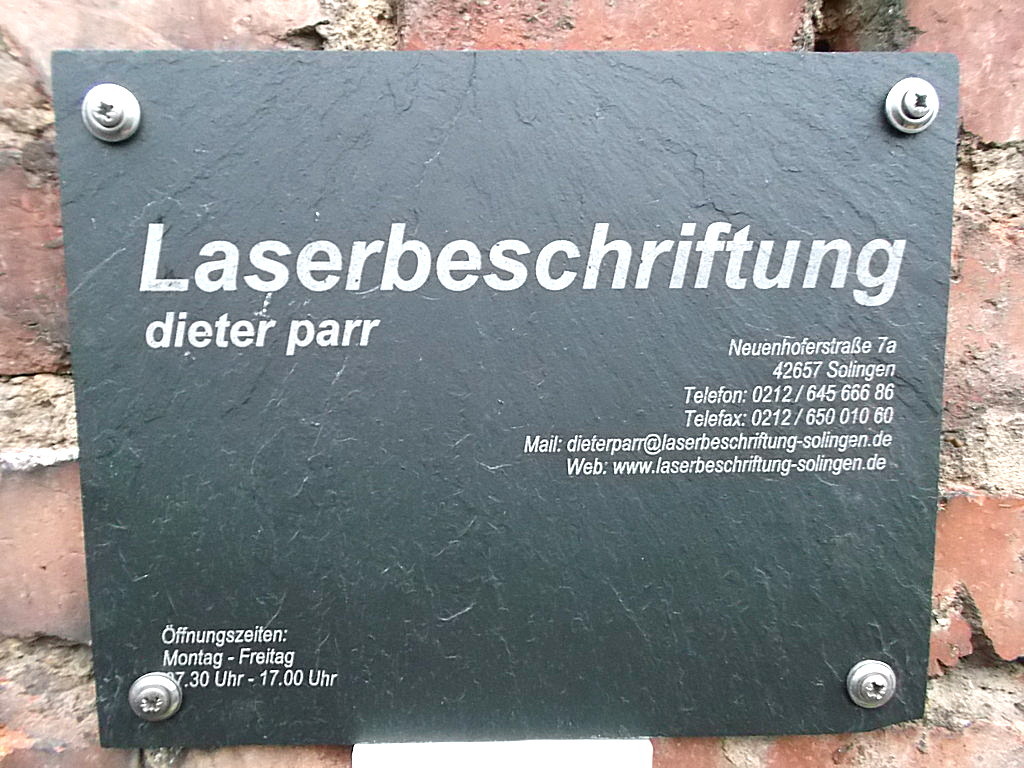 Laserbeschriftung
dieter parr
Neuenhoferstraße 7a
42657 Solingen
Telefon: 0212 / 645 666 86
Telefax: 0212 / 650 010 60
Mail: dieterparr@laserbeschriftung-solingen.de
Web: www.laserbeschriftung-solingen.de
Öffnungszeiten:
Montag - Freitag
07.30 Uhr - 17.00 Uhr